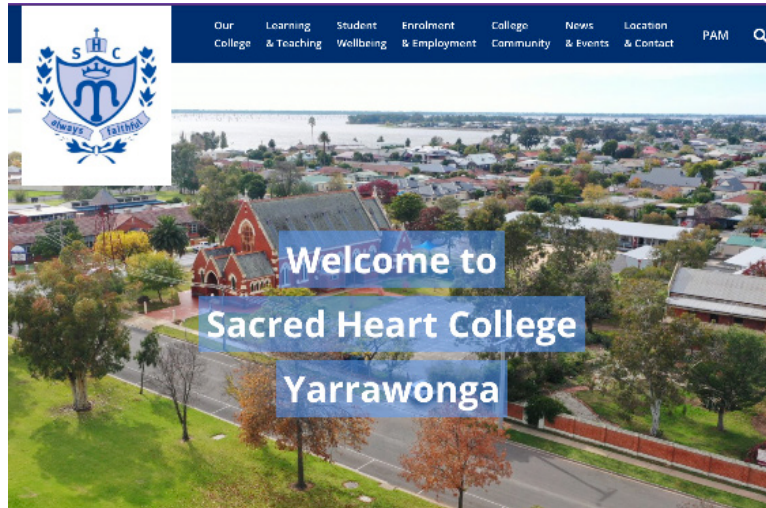 S H C
always faithful
Our College
Learning & Teaching
Student Wellbeing
Enrolment & Employment
College Community
News & Events
Location & Contact
PAM
Welcome to
Sacred Heart College
Yarrawonga